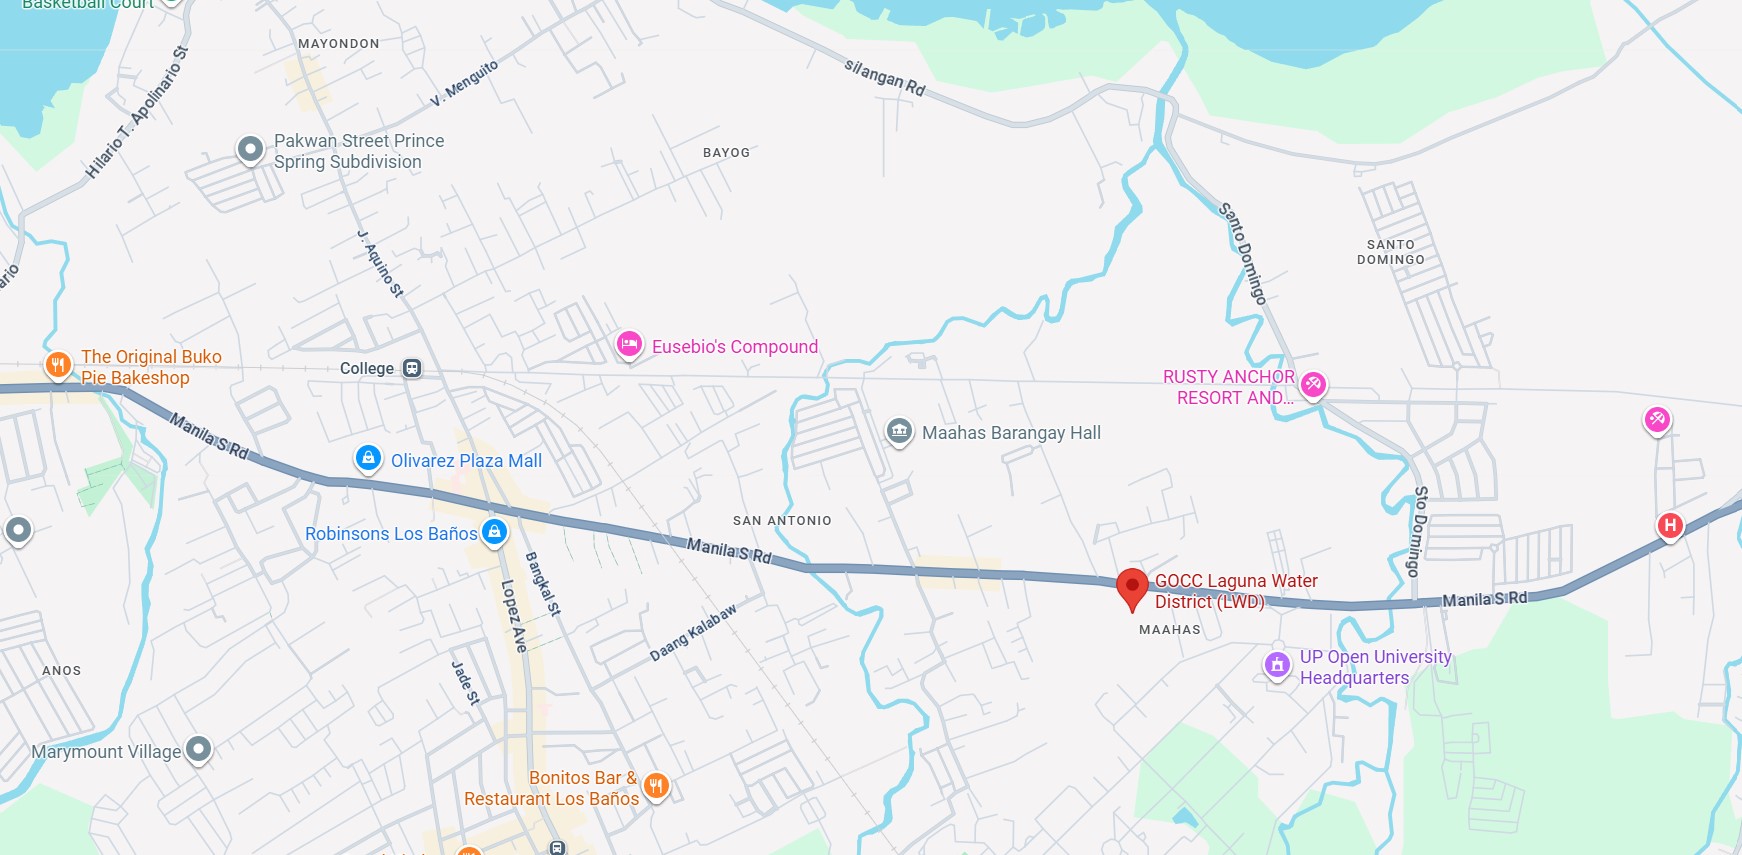 Basketball Court
MAYONDON
Hilario T. Apolinario St
V. Menguito
silangan Rd
Pakwan Street Prince
Spring Subdivision
BAYOG
Santo Domingo
SANTO
DOMINGO
J. Aquino St
The Original Buko
Pie Bakeshop
College
Eusebio's Compound
RUSTY ANCHOR
RESORT AND...
Manila S Rd
Olivarez Plaza Mall
Maahas Barangay Hall
Robinsons Los Baños
SAN ANTONIO
Manila S Rd
Sto Domingo
H
Bangkal St
Lopez Ave
GOCC Laguna Water
District (LWD)
Manila S Rd
Daang Kalabaw
MAAHAS
ANOS
Jade St
UP Open University
Headquarters
Marymount Village
Bonitos Bar &
Restaurant Los Baños